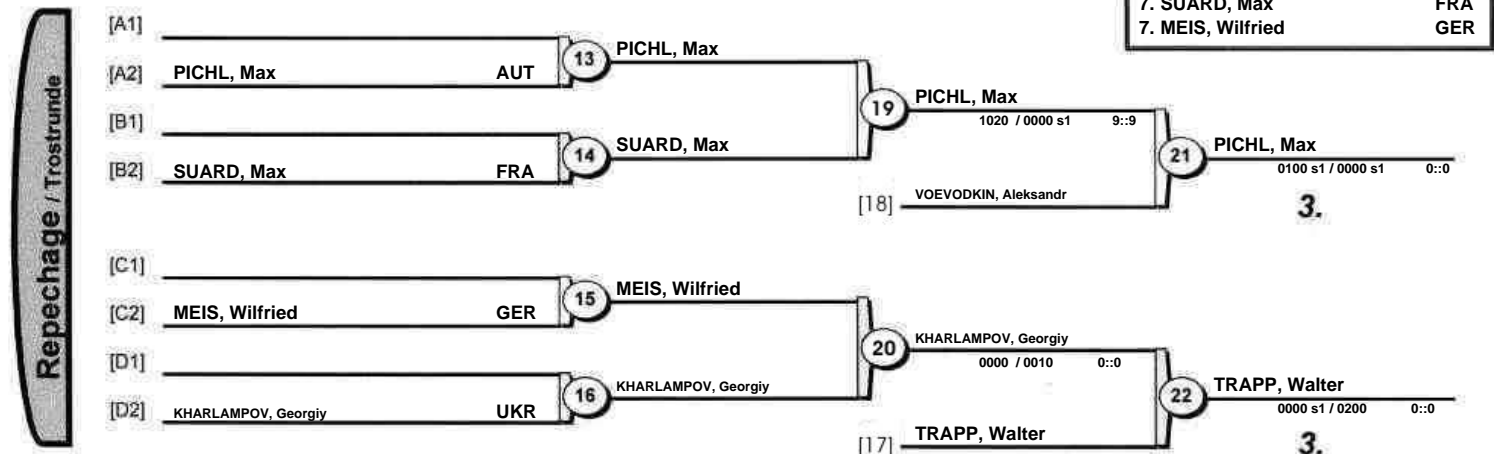 7. SUARD, Max FRA
7. MEIS, Wilfried GER
Repechage / Trostrunde
[A1]
[A2] PICHL, Max AUT
13 PICHL, Max
[B1]
[B2] SUARD, Max FRA
14 SUARD, Max
19 PICHL, Max
1020 / 0000 s1 9::9
[18] VOEVODKIN, Aleksandr
21 PICHL, Max
0100 s1 / 0000 s1 0::0
3.
[C1]
[C2] MEIS, Wilfried GER
15 MEIS, Wilfried
[D1]
[D2] KHARLAMPOV, Georgiy UKR
16 KHARLAMPOV, Georgiy
20 KHARLAMPOV, Georgiy
0000 / 0010 0::0
[17] TRAPP, Walter
22 TRAPP, Walter
0000 s1 / 0200 0::0
3.